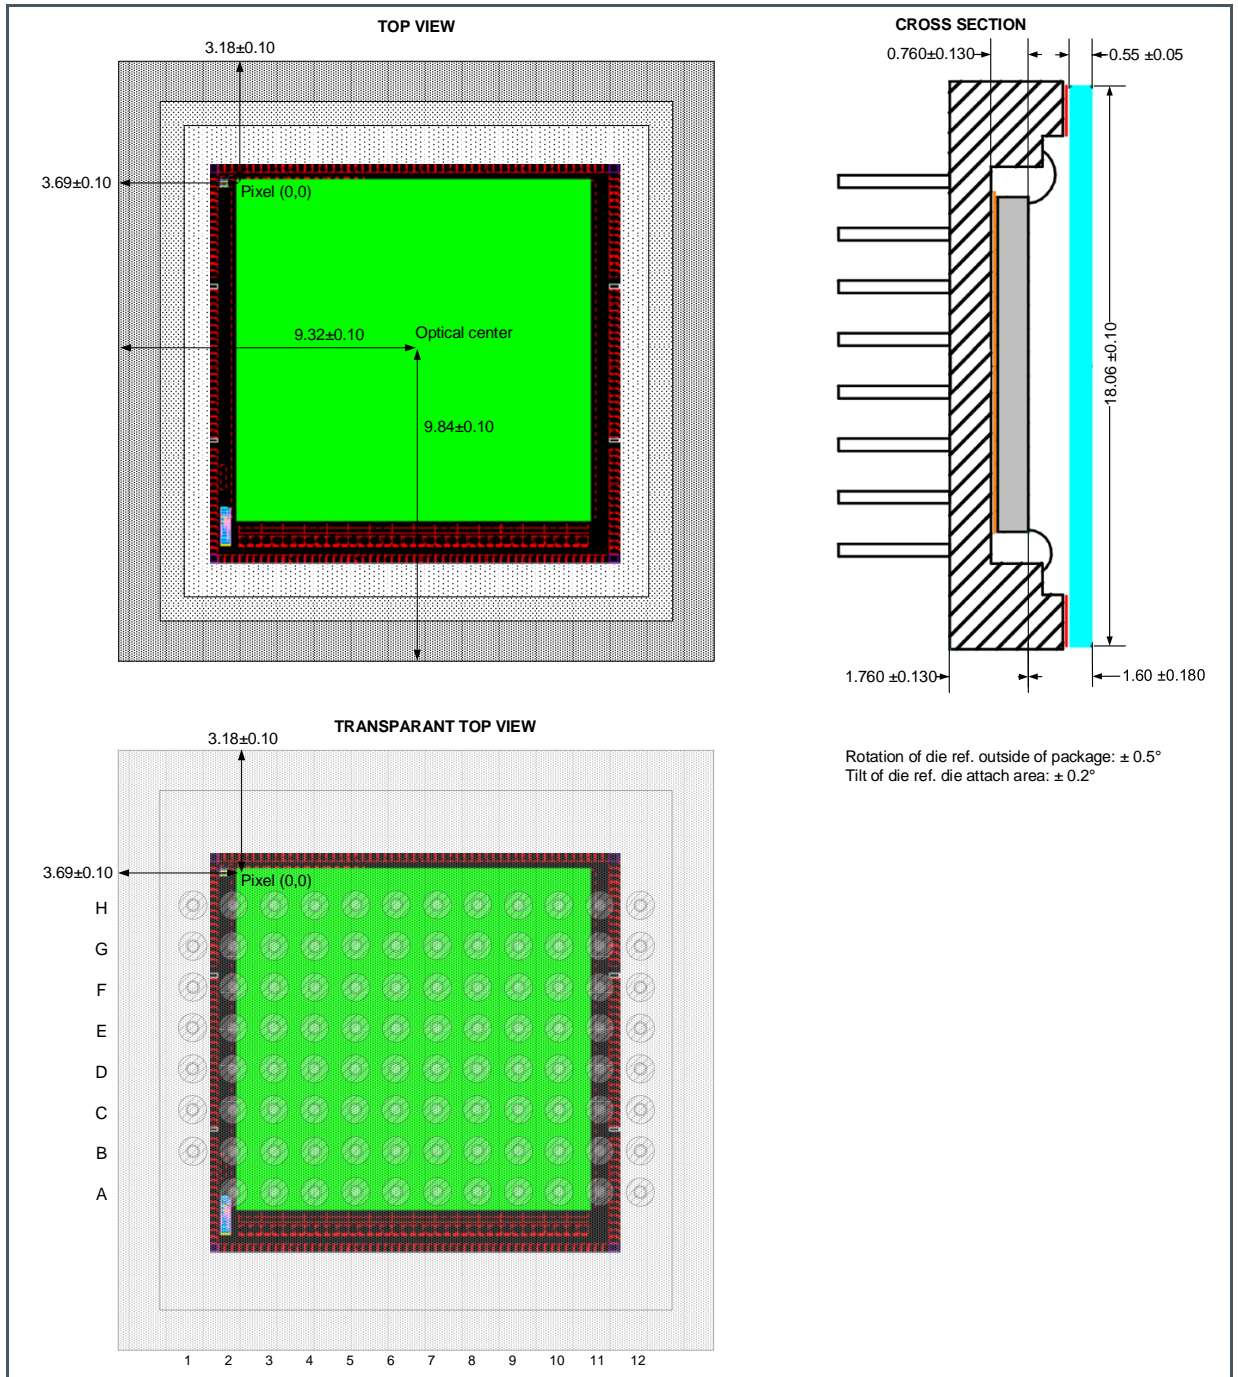 TOP VIEW
3.18±0.10
3.69±0.10
Pixel (0,0)
9.32±0.10
Optical center
9.84±0.10
CROSS SECTION
0.760±0.130
0.55 ±0.05
18.06 ±0.10
1.760 ±0.130
1.60 ±0.180
TRANSPARANT TOP VIEW
3.18±0.10
3.69±0.10
Pixel (0,0)
H
G
F
E
D
C
B
A
1 2 3 4 5 6 7 8 9 10 11 12
Rotation of die ref. outside of package: ± 0.5°
Tilt of die ref. die attach area: ± 0.2°